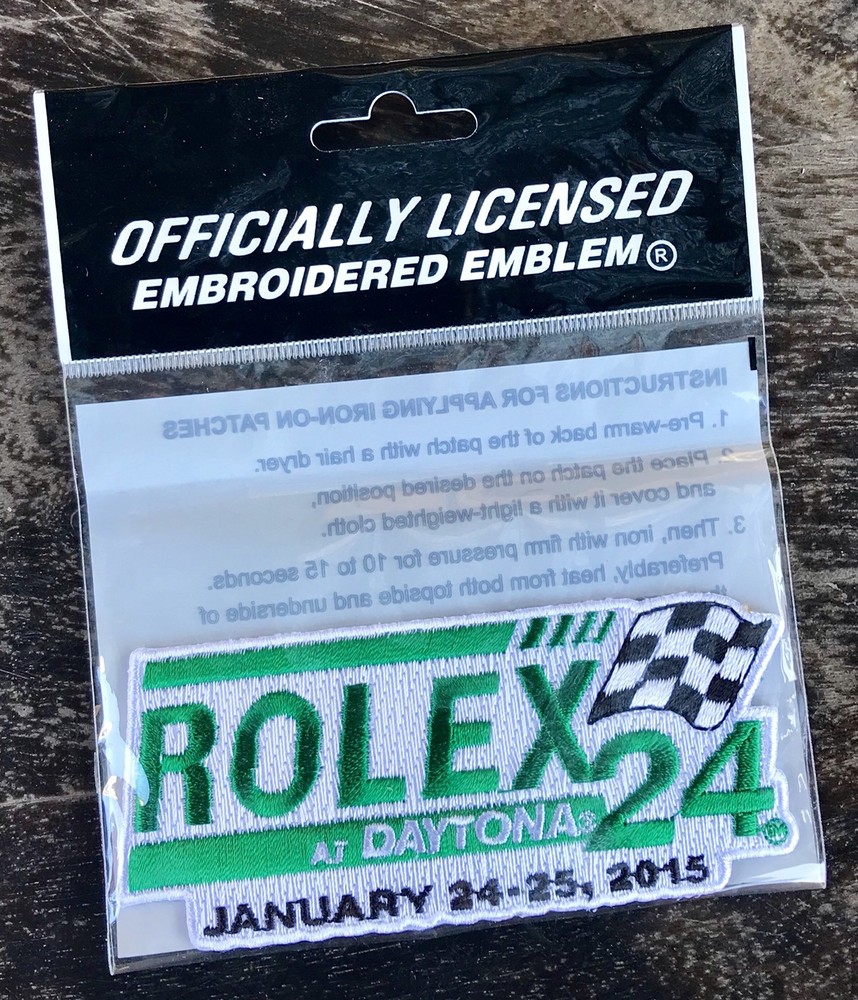 OFFICIALLY LICENSED
EMBROIDERED EMBLEM®
INSTRUCTIONS FOR APPLYING IRON-ON PATCHES
1. Pre-warm back of the patch with a hair dryer.
2. Place the patch on the desired position,
and cover it with a light-weighted cloth.
3. Then, iron with firm pressure for 10 to 15 seconds.
Preferably, heat from both topside and underside of
ROLEX 24
AT DAYTONA®
JANUARY 24-25, 2015